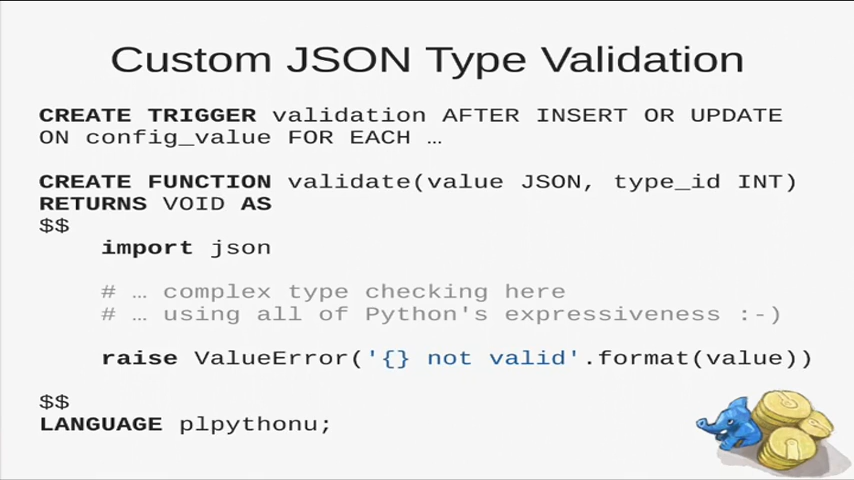 Custom JSON Type Validation
CREATE TRIGGER validation AFTER INSERT OR UPDATE
ON config_value FOR EACH …
CREATE FUNCTION validate(value JSON, type_id INT)
RETURNS VOID AS
$$
import json
# … complex type checking here
# … using all of Python's expressiveness :-)
raise ValueError('{} not valid'.format(value))
$$
LANGUAGE plpythonu;